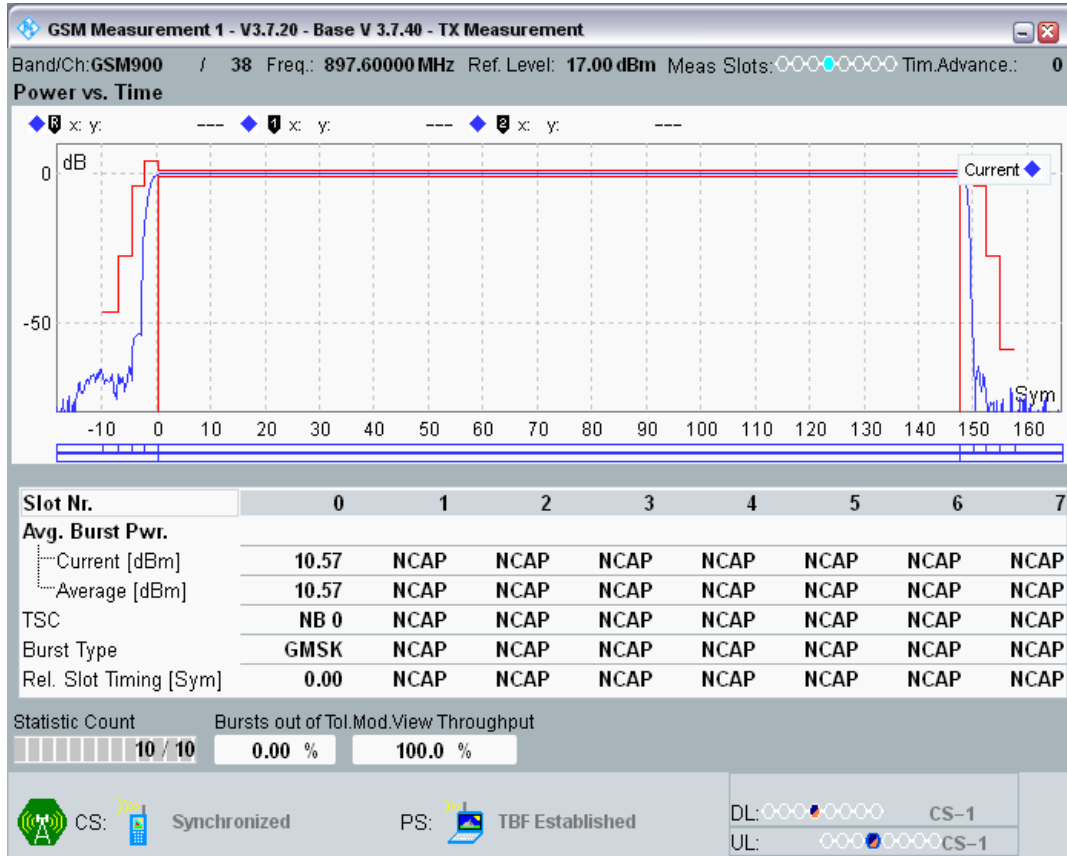 GSM Measurement 1 - V3.7.20 - Base V 3.7.40 - TX Measurement
Band/Ch:GSM900 / 38 Freq.: 897.60000 MHz Ref. Level: 17.00 dBm Meas Slots: Tim.Advance.: 0
Power vs. Time
R x: y: --- 1 x: y: --- 2 x: y: ---
dB
Current
0
-50
Sym
-10 0 10 20 30 40 50 60 70 80 90 100 110 120 130 140 150 160
Slot Nr. 0 1 2 3 4 5 6 7
Avg. Burst Pwr.
Current [dBm] 10.57 NCAP NCAP NCAP NCAP NCAP NCAP NCAP
Average [dBm] 10.57 NCAP NCAP NCAP NCAP NCAP NCAP NCAP
TSC NB 0 NCAP NCAP NCAP NCAP NCAP NCAP NCAP
Burst Type GMSK NCAP NCAP NCAP NCAP NCAP NCAP NCAP
Rel. Slot Timing [Sym] 0.00 NCAP NCAP NCAP NCAP NCAP NCAP NCAP
Statistic Count Bursts out of Tol. Mod.View Throughput
10 / 10 0.00 % 100.0 %
CS: Synchronized PS: TBF Established DL: CS-1
UL: CS-1